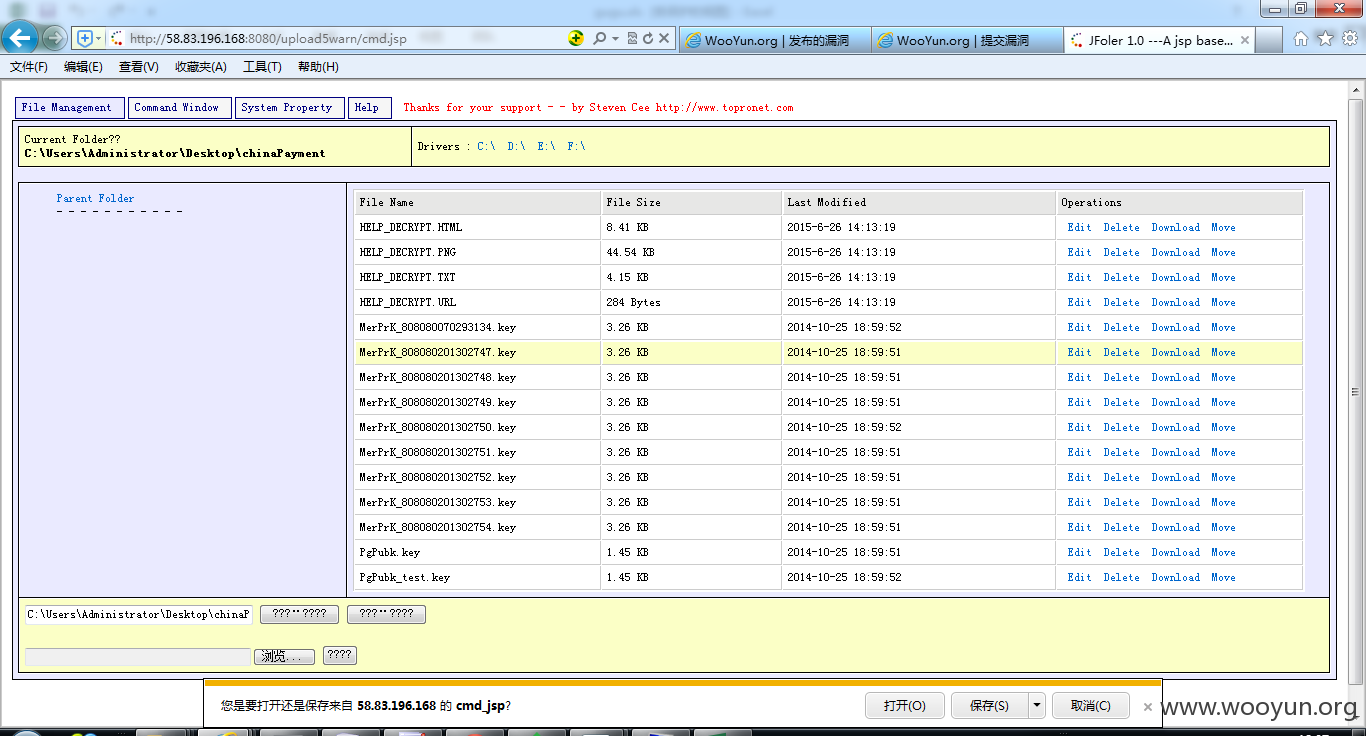 http://58.83.196.168:8080/upload5warn/cmd.jsp
WooYun.org | 发布的漏洞
WooYun.org | 提交漏洞
JFoler 1.0 ---A jsp base...
文件(F) 编辑(E) 查看(V) 收藏夹(A) 工具(T) 帮助(H)
File Management Command Window System Property Help Thanks for your support - - by Steven Cee http://www.topronet.com
Current Folder??
C:\Users\Administrator\Desktop\chinaPayment
Drivers : C:\ D:\ E:\ F:\
Parent Folder
- - - - - - - - - - -
File Name File Size Last Modified Operations
HELP_DECRYPT.HTML 8.41 KB 2015-6-26 14:13:19 Edit Delete Download Move
HELP_DECRYPT.PNG 44.54 KB 2015-6-26 14:13:19 Edit Delete Download Move
HELP_DECRYPT.TXT 4.15 KB 2015-6-26 14:13:19 Edit Delete Download Move
HELP_DECRYPT.URL 284 Bytes 2015-6-26 14:13:19 Edit Delete Download Move
MerPrK_808080070293134.key 3.26 KB 2014-10-25 18:59:52 Edit Delete Download Move
MerPrK_808080201302747.key 3.26 KB 2014-10-25 18:59:51 Edit Delete Download Move
MerPrK_808080201302748.key 3.26 KB 2014-10-25 18:59:51 Edit Delete Download Move
MerPrK_808080201302749.key 3.26 KB 2014-10-25 18:59:51 Edit Delete Download Move
MerPrK_808080201302750.key 3.26 KB 2014-10-25 18:59:52 Edit Delete Download Move
MerPrK_808080201302751.key 3.26 KB 2014-10-25 18:59:51 Edit Delete Download Move
MerPrK_808080201302752.key 3.26 KB 2014-10-25 18:59:51 Edit Delete Download Move
MerPrK_808080201302753.key 3.26 KB 2014-10-25 18:59:51 Edit Delete Download Move
MerPrK_808080201302754.key 3.26 KB 2014-10-25 18:59:51 Edit Delete Download Move
PgPubk.key 1.45 KB 2014-10-25 18:59:51 Edit Delete Download Move
PgPubk_test.key 1.45 KB 2014-10-25 18:59:52 Edit Delete Download Move
C:\Users\Administrator\Desktop\chinaP ???¨???? ???¨????
浏览... ????
您是要打开还是保存来自 58.83.196.168 的 cmd_jsp? 打开(O) 保存(S) 取消(C)
www.wooyun.org